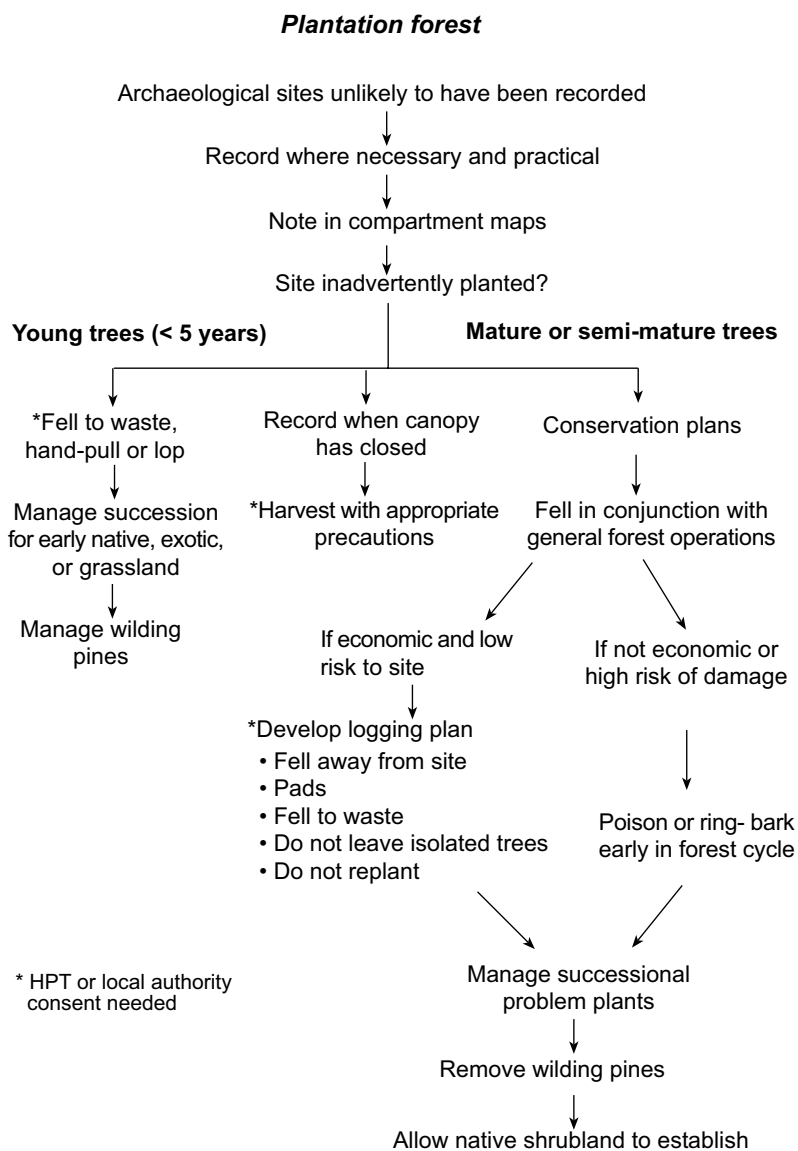 Plantation forest
Archaeological sites unlikely to have been recorded
Record where necessary and practical
Note in compartment maps
Site inadvertently planted?
Young trees (< 5 years)
Mature or semi-mature trees
*Fell to waste,
hand-pull or lop
Manage succession
for early native, exotic,
or grassland
Manage wilding
pines
Record when canopy
has closed
*Harvest with appropriate
precautions
Conservation plans
Fell in conjunction with
general forest operations
If economic and low
risk to site
*Develop logging plan
• Fell away from site
• Pads
• Fell to waste
• Do not leave isolated trees
• Do not replant
If not economic or
high risk of damage
Poison or ring- bark
early in forest cycle
Manage successional
problem plants
Remove wilding pines
Allow native shrubland to establish
* HPT or local authority
consent needed